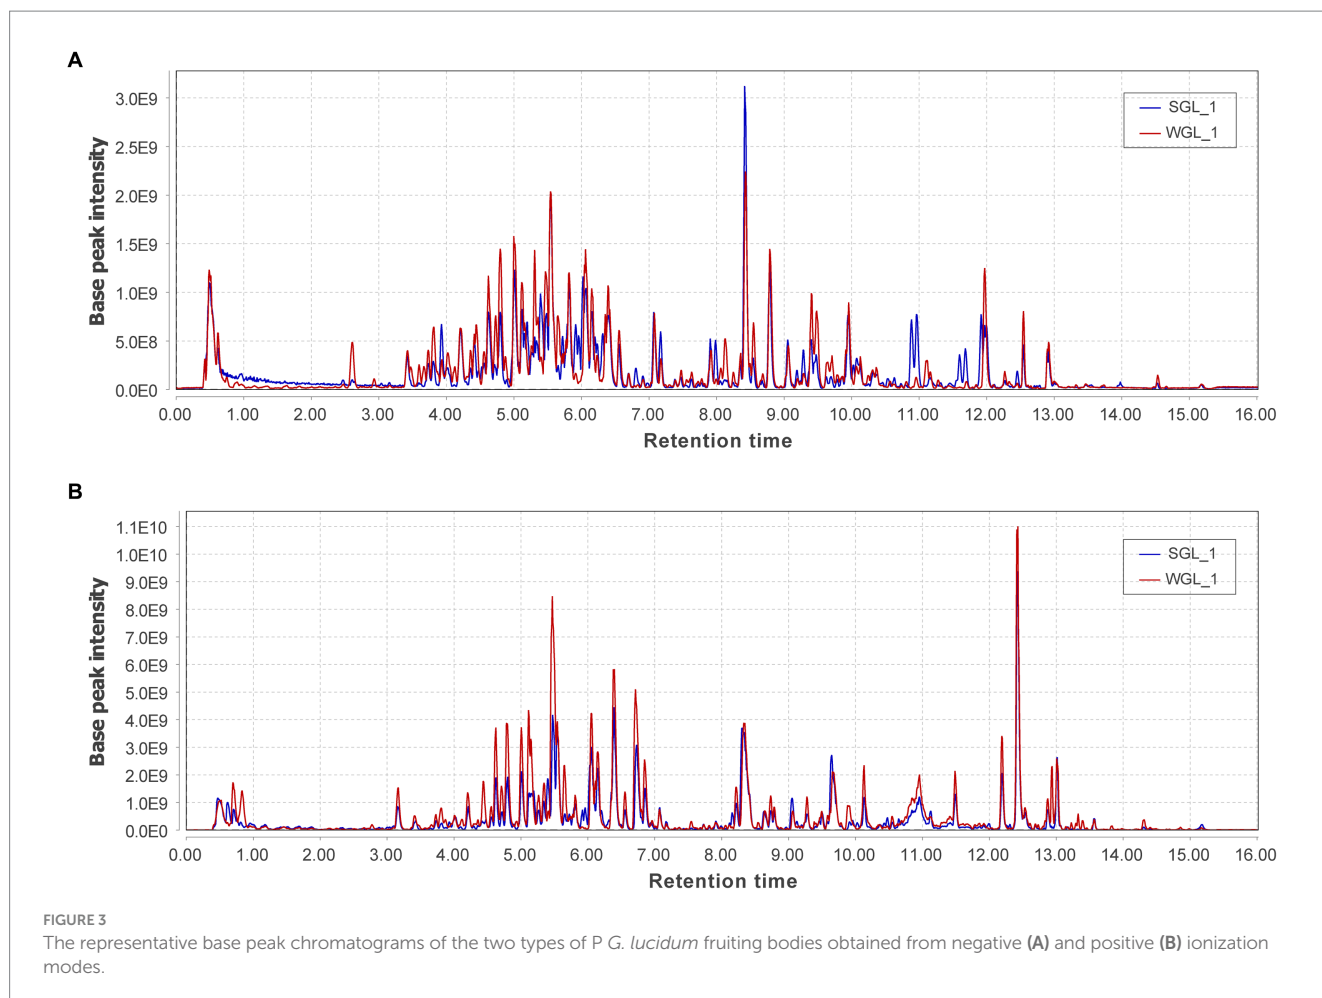 A
Base peak intensity
3.0E9
2.5E9
2.0E9
1.5E9
1.0E9
5.0E8
0.0E0
SGL_1
WGL_1
0.00 1.00 2.00 3.00 4.00 5.00 6.00 7.00 8.00 9.00 10.00 11.00 12.00 13.00 14.00 15.00 16.00
Retention time
B
Base peak intensity
1.1E10
1.0E10
9.0E9
8.0E9
7.0E9
6.0E9
5.0E9
4.0E9
3.0E9
2.0E9
1.0E9
0.0E0
SGL_1
WGL_1
0.00 1.00 2.00 3.00 4.00 5.00 6.00 7.00 8.00 9.00 10.00 11.00 12.00 13.00 14.00 15.00 16.00
Retention time
FIGURE 3
The representative base peak chromatograms of the two types of P G. lucidum fruiting bodies obtained from negative (A) and positive (B) ionization
modes.